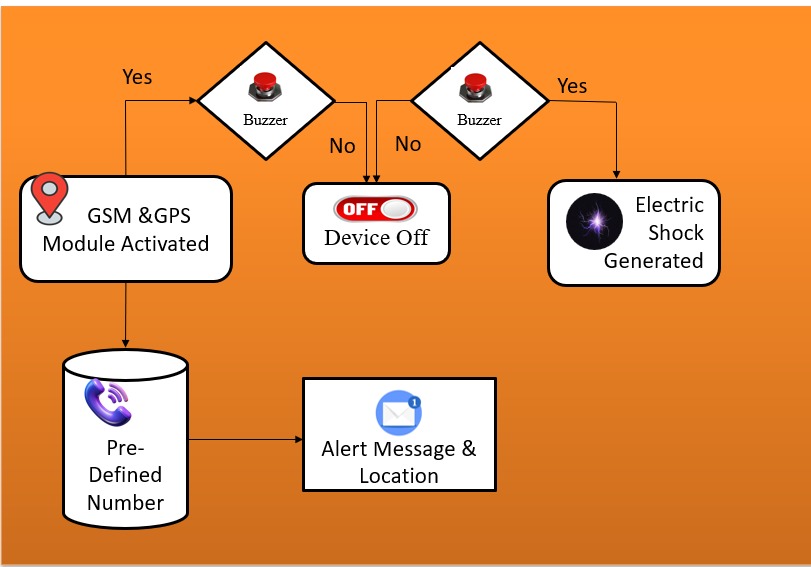 Yes
Buzzer
No
No
Buzzer
Yes
GSM &GPS
Module Activated
OFF
Device Off
Electric
Shock
Generated
Pre-
Defined
Number
1
Alert Message &
Location